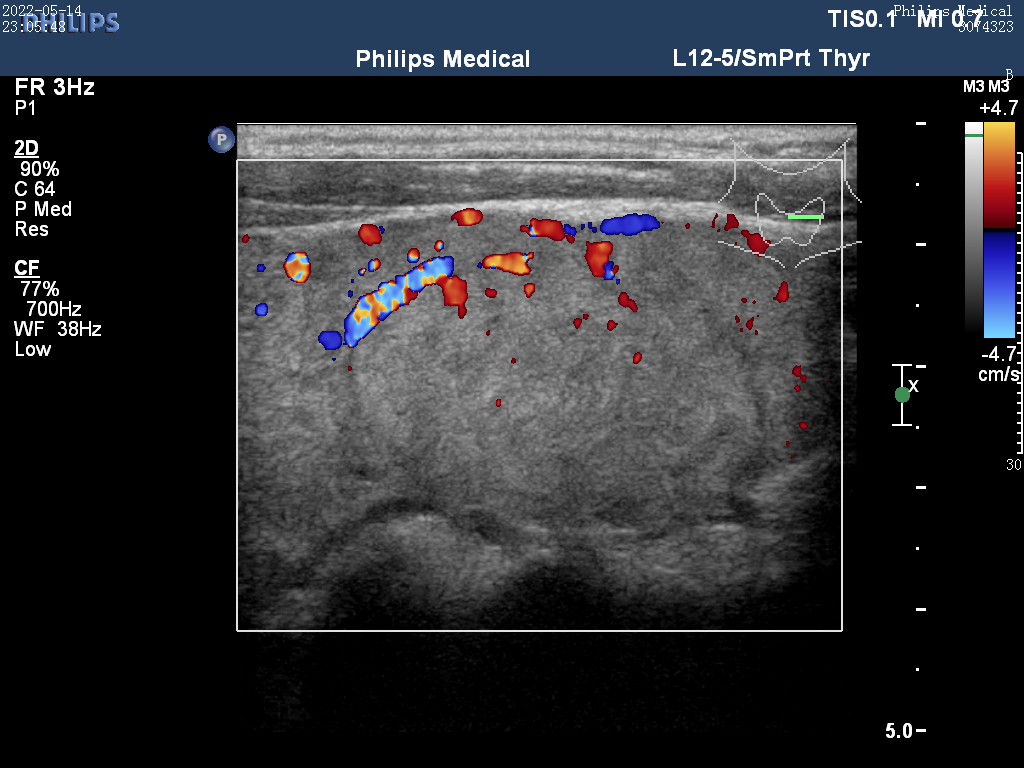 2022-05-14
23:05:48
PHILIPS
TIS0.1 MI 0.7
Philips Medical
3074323
Philips Medical
L12-5/SmPrt Thyr
B
FR 3Hz
P1
M3 M3
+4.7
P
2D
90%
C 64
P Med
Res
CF
77%
700Hz
WF 38Hz
Low
-4.7
cm/s
X
30
5.0